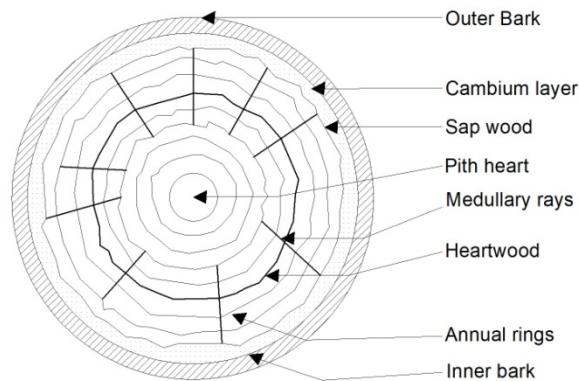 Outer Bark
Cambium layer
Sap wood
Pith heart
Medullary rays
Heartwood
Annual rings
Inner bark